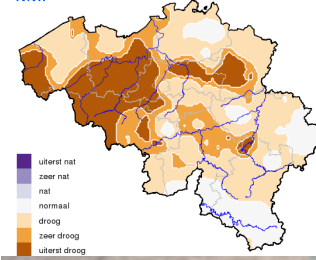 uiterst nat
zeer nat
nat
normaal
droog
zeer droog
uiterst droog